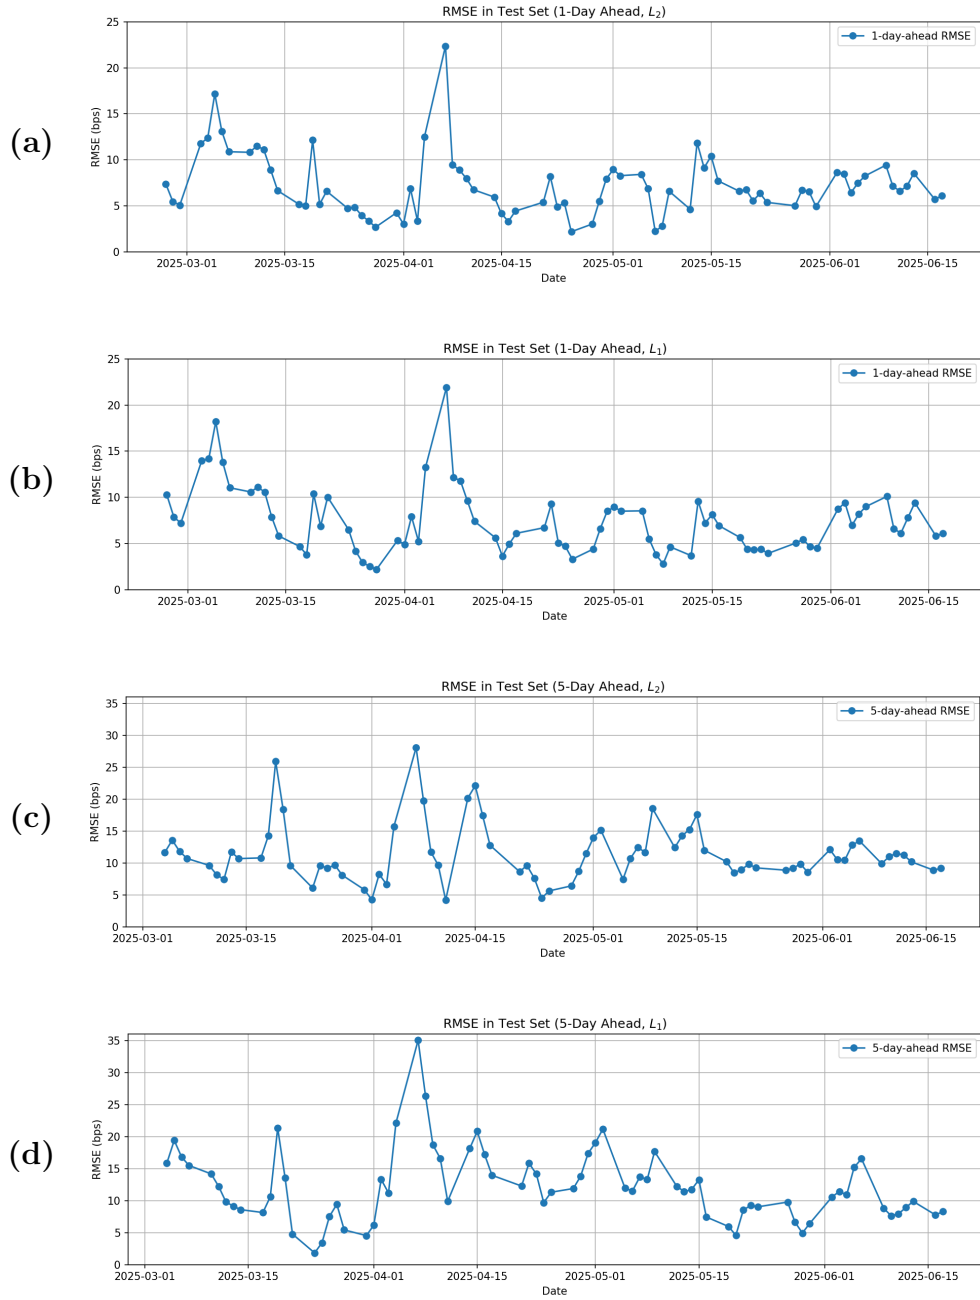 RMSE in Test Set (1-Day Ahead, L₂)
(a)
RMSE (bps)
25
20
15
10
5
0
1-day-ahead RMSE
2025-03-01 2025-03-15 2025-04-01 2025-04-15 2025-05-01 2025-05-15 2025-06-01 2025-06-15
Date
RMSE in Test Set (1-Day Ahead, L₁)
(b)
RMSE (bps)
25
20
15
10
5
0
1-day-ahead RMSE
2025-03-01 2025-03-15 2025-04-01 2025-04-15 2025-05-01 2025-05-15 2025-06-01 2025-06-15
Date
RMSE in Test Set (5-Day Ahead, L₂)
(c)
RMSE (bps)
35
30
25
20
15
10
5
0
5-day-ahead RMSE
2025-03-01 2025-03-15 2025-04-01 2025-04-15 2025-05-01 2025-05-15 2025-06-01 2025-06-15
Date
RMSE in Test Set (5-Day Ahead, L₁)
(d)
RMSE (bps)
35
30
25
20
15
10
5
0
5-day-ahead RMSE
2025-03-01 2025-03-15 2025-04-01 2025-04-15 2025-05-01 2025-05-15 2025-06-01 2025-06-15
Date